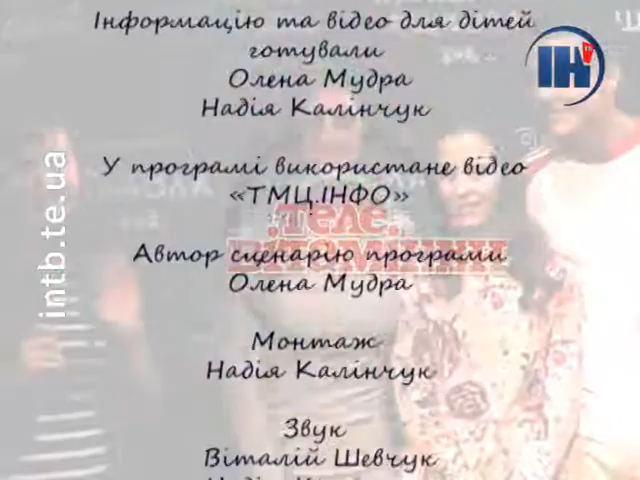 Інформацію та відео для дітей
готували
Олена Мудра
Надія Калінчук
У програмі використане відео
«ТМЦ.ІНФО»
Автор сценарію програми
Олена Мудра
Монтаж
Надія Калінчук
Звук
Віталій Шевчук
intb.te.ua
ІН